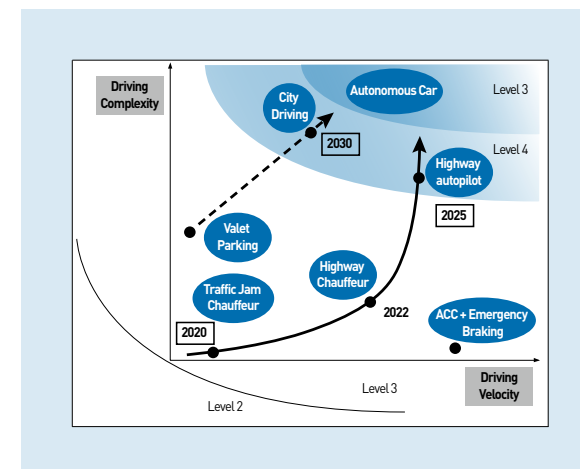 Driving
Complexity
City
Driving
Autonomous Car
Level 3
2030
Level 4
Highway
autopilot
2025
Valet
Parking
Highway
Chauffeur
Traffic Jam
Chauffeur
2020
2022
ACC + Emergency
Braking
Driving
Velocity
Level 3
Level 2